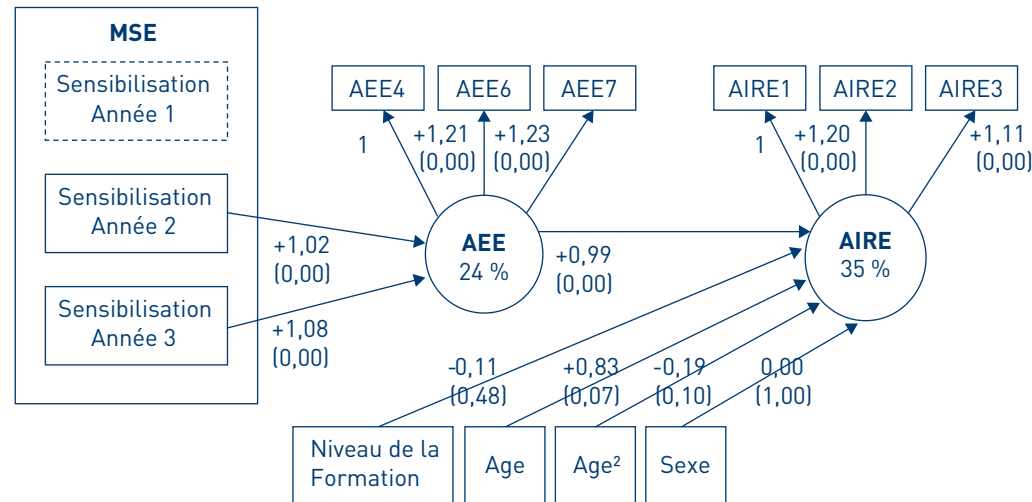 MSE
Sensibilisation
Année 1
Sensibilisation
Année 2
Sensibilisation
Année 3
+1,02
(0,00)
+1,08
(0,00)
AEE4
AEE6
AEE7
1
+1,21
(0,00)
+1,23
(0,00)
AEE
24 %
+0,99
(0,00)
AIRE1
AIRE2
AIRE3
1
+1,20
(0,00)
+1,11
(0,00)
AIRE
35 %
-0,11
(0,48)
+0,83
(0,07)
-0,19
(0,10)
0,00
(1,00)
Niveau de la
Formation
Age
Age²
Sexe